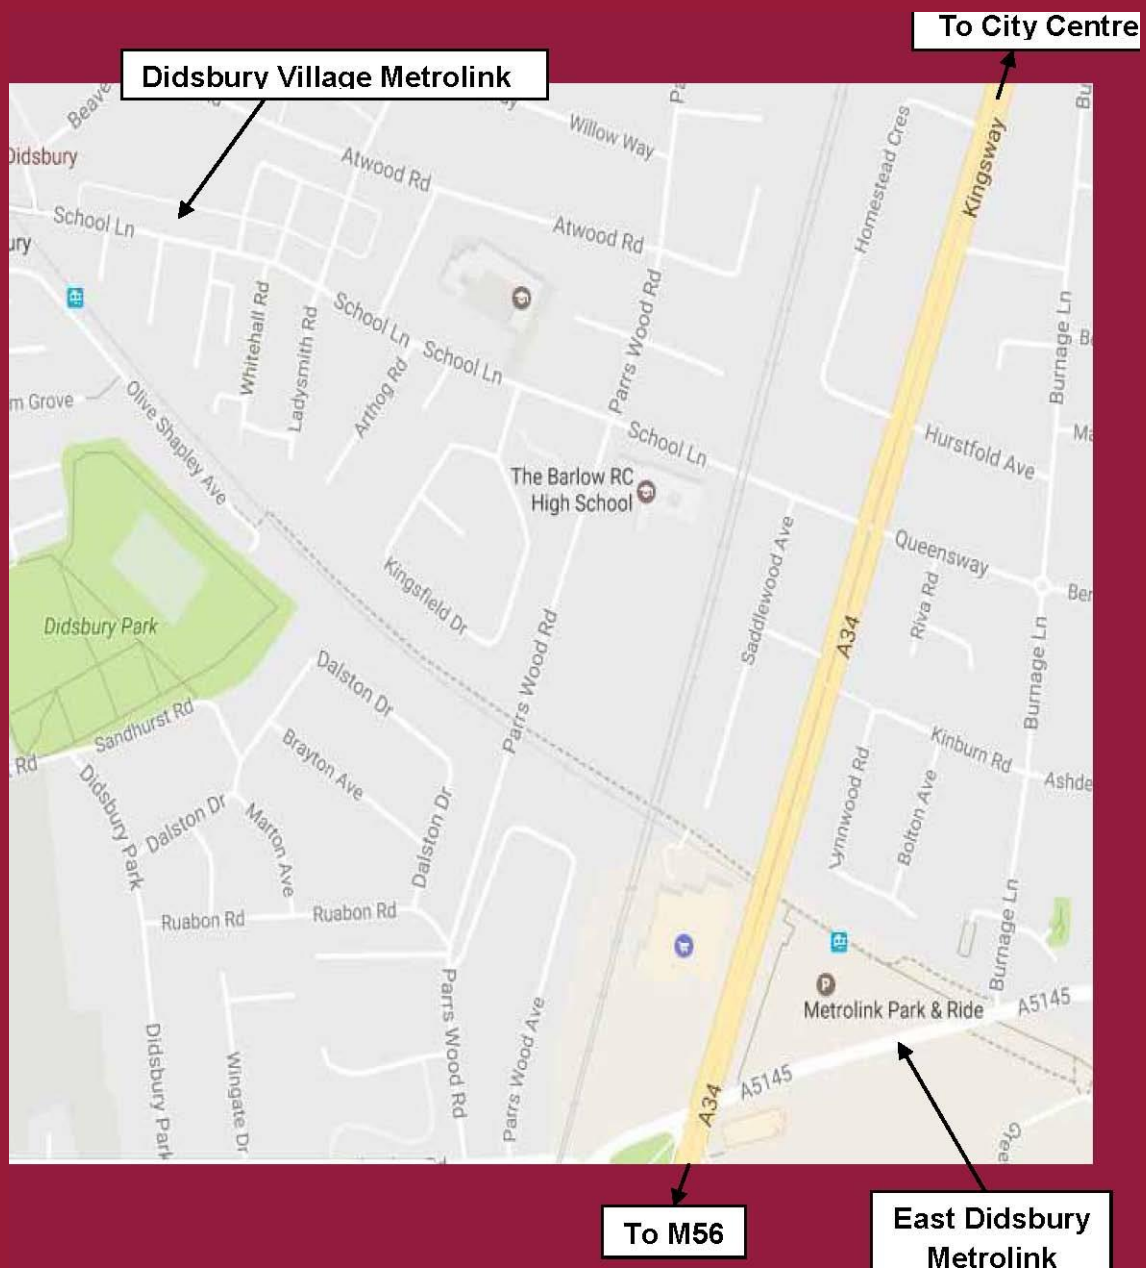 To City Centre
Didsbury Village Metrolink
Willow Way
Didsbury
Atwood Rd
Homestead Cres
Kingsway
School Ln
Atwood Rd
Parrs Wood Rd
Whitehall Rd
Ladysmith Rd
School Ln
School Ln
Arthog Rd
Burnage Ln
Olive Shapley Ave
School Ln
Hurstfold Ave
The Barlow RC
High School
Queensway
Kingsfield Dr
Saddlewood Ave
Riva Rd
A34
Didsbury Park
Parrs Wood Rd
Burnage Ln
Dalston Dr
Sandhurst Rd
Brayton Ave
Kinburn Rd
Rd
Didsbury Park
Dalston Dr
Marton Ave
Dalston Dr
Lynnwood Rd
Bolton Ave
Ruabon Rd
Ruabon Rd
Burnage Ln
P
Metrolink Park & Ride
A5145
Parrs Wood Rd
Parrs Wood Ave
Didsbury Park
Wingate Dr
A34
A5145
To M56
East Didsbury
Metrolink